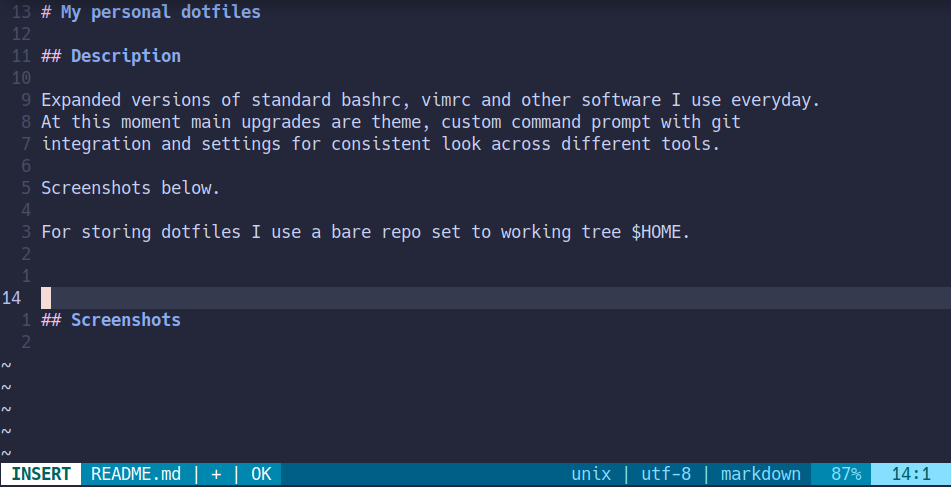 13 # My personal dotfiles
12
11 ## Description
10
9 Expanded versions of standard bashrc, vimrc and other software I use everyday.
8 At this moment main upgrades are theme, custom command prompt with git
7 integration and settings for consistent look across different tools.
6
5 Screenshots below.
4
3 For storing dotfiles I use a bare repo set to working tree $HOME.
2
1
14
1 ## Screenshots
2
~
~
~
~
~
INSERT README.md | + | OK unix | utf-8 | markdown 87% 14:1